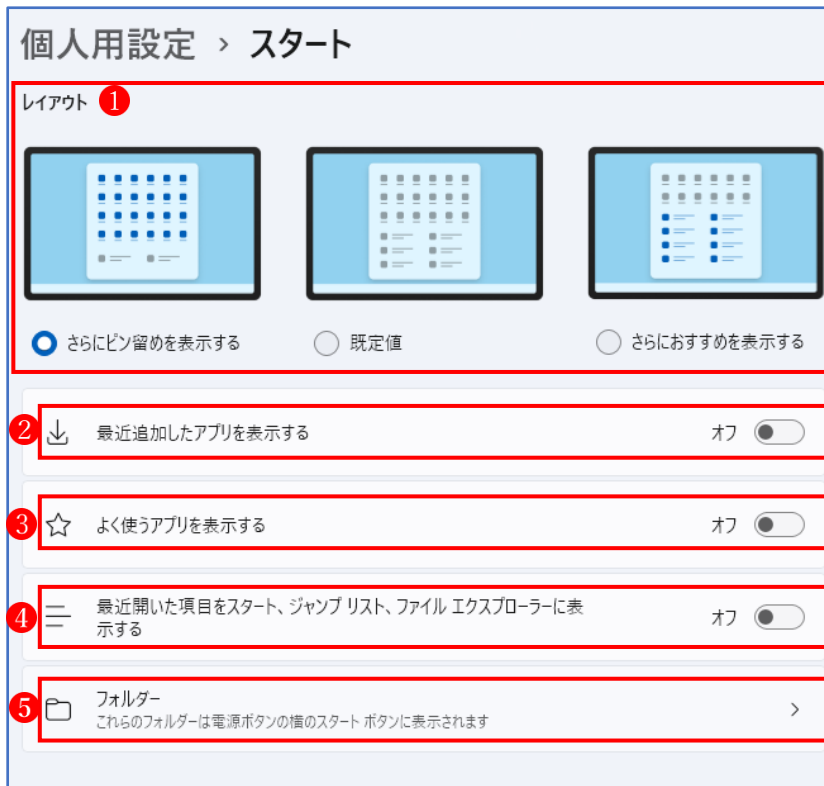 個人用設定 › スタート
レイアウト ❶
さらにピン留めを表示する
既定値
さらにおすすめを表示する
❷ 最近追加したアプリを表示する オフ
❸ よく使うアプリを表示する オフ
❹ 最近開いた項目をスタート、ジャンプ リスト、ファイル エクスプローラーに表
示する オフ
❺ フォルダー
これらのフォルダーは電源ボタンの横のスタート ボタンに表示されます